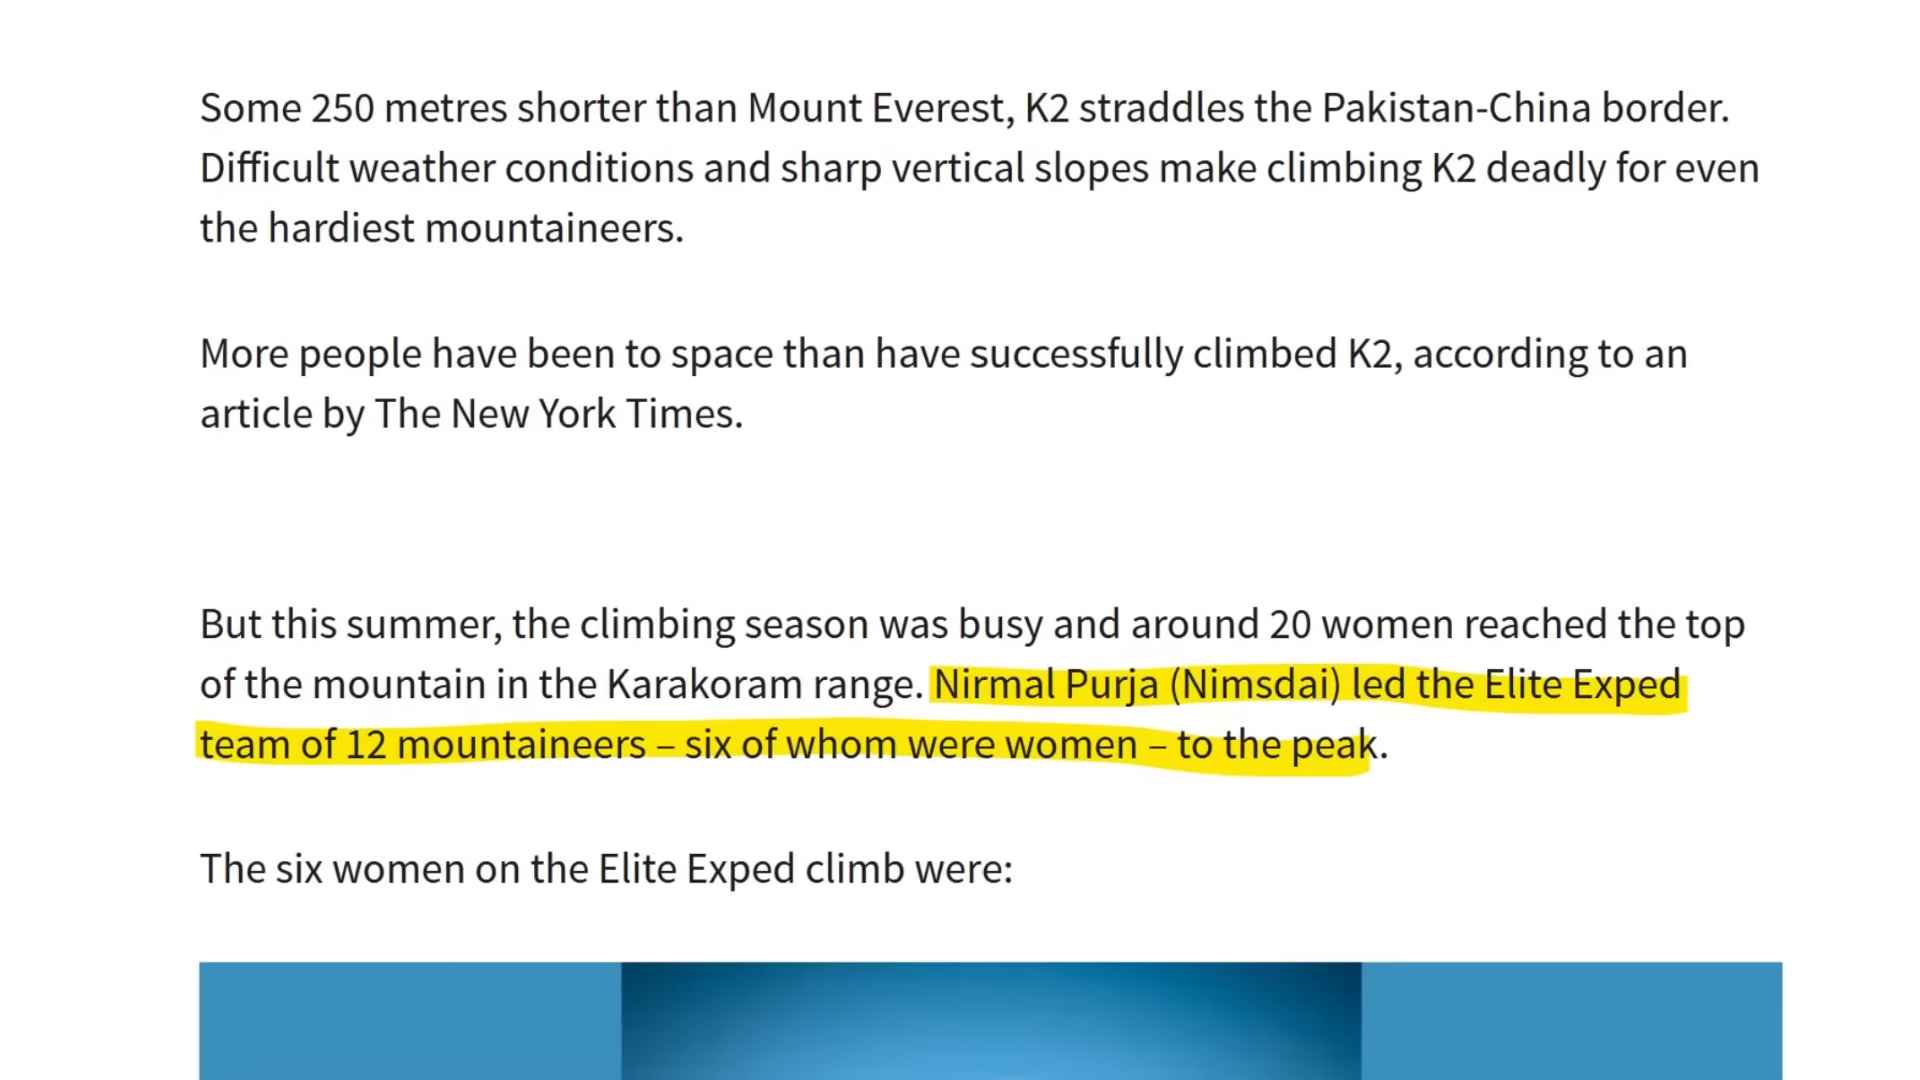 Some 250 metres shorter than Mount Everest, K2 straddles the Pakistan-China border.
Difficult weather conditions and sharp vertical slopes make climbing K2 deadly for even
the hardiest mountaineers.
More people have been to space than have successfully climbed K2, according to an
article by The New York Times.
But this summer, the climbing season was busy and around 20 women reached the top
of the mountain in the Karakoram range. Nirmal Purja (Nimsdai) led the Elite Exped
team of 12 mountaineers – six of whom were women – to the peak.
The six women on the Elite Exped climb were: